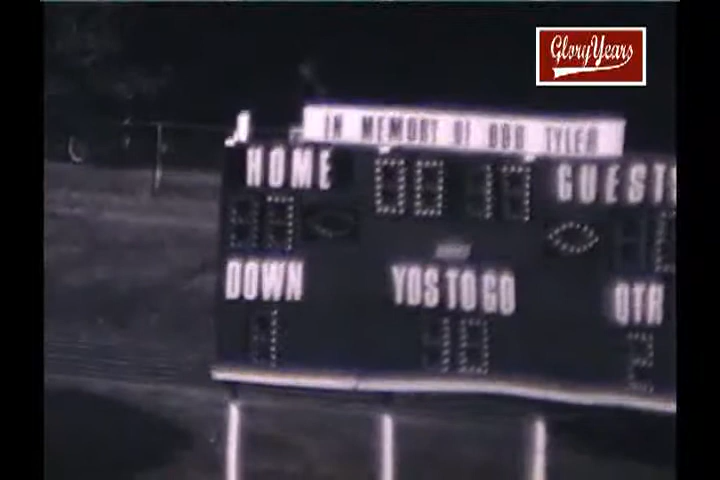 Glory Years
IN MEMORY OF BOB TYLER
HOME
GUESTS
DOWN
YDS TO GO
QTR